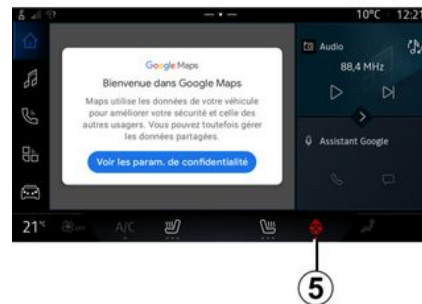 10°C 12:21
Google Maps
Bienvenue dans Google Maps
Maps utilise les données de votre véhicule
pour améliorer votre sécurité et celle des
autres usagers. Vous pouvez toutefois gérer
les données partagées.
Voir les param. de confidentialité
Audio
88,4 MHz
Assistant Google
21°C
OFF
A/C
5